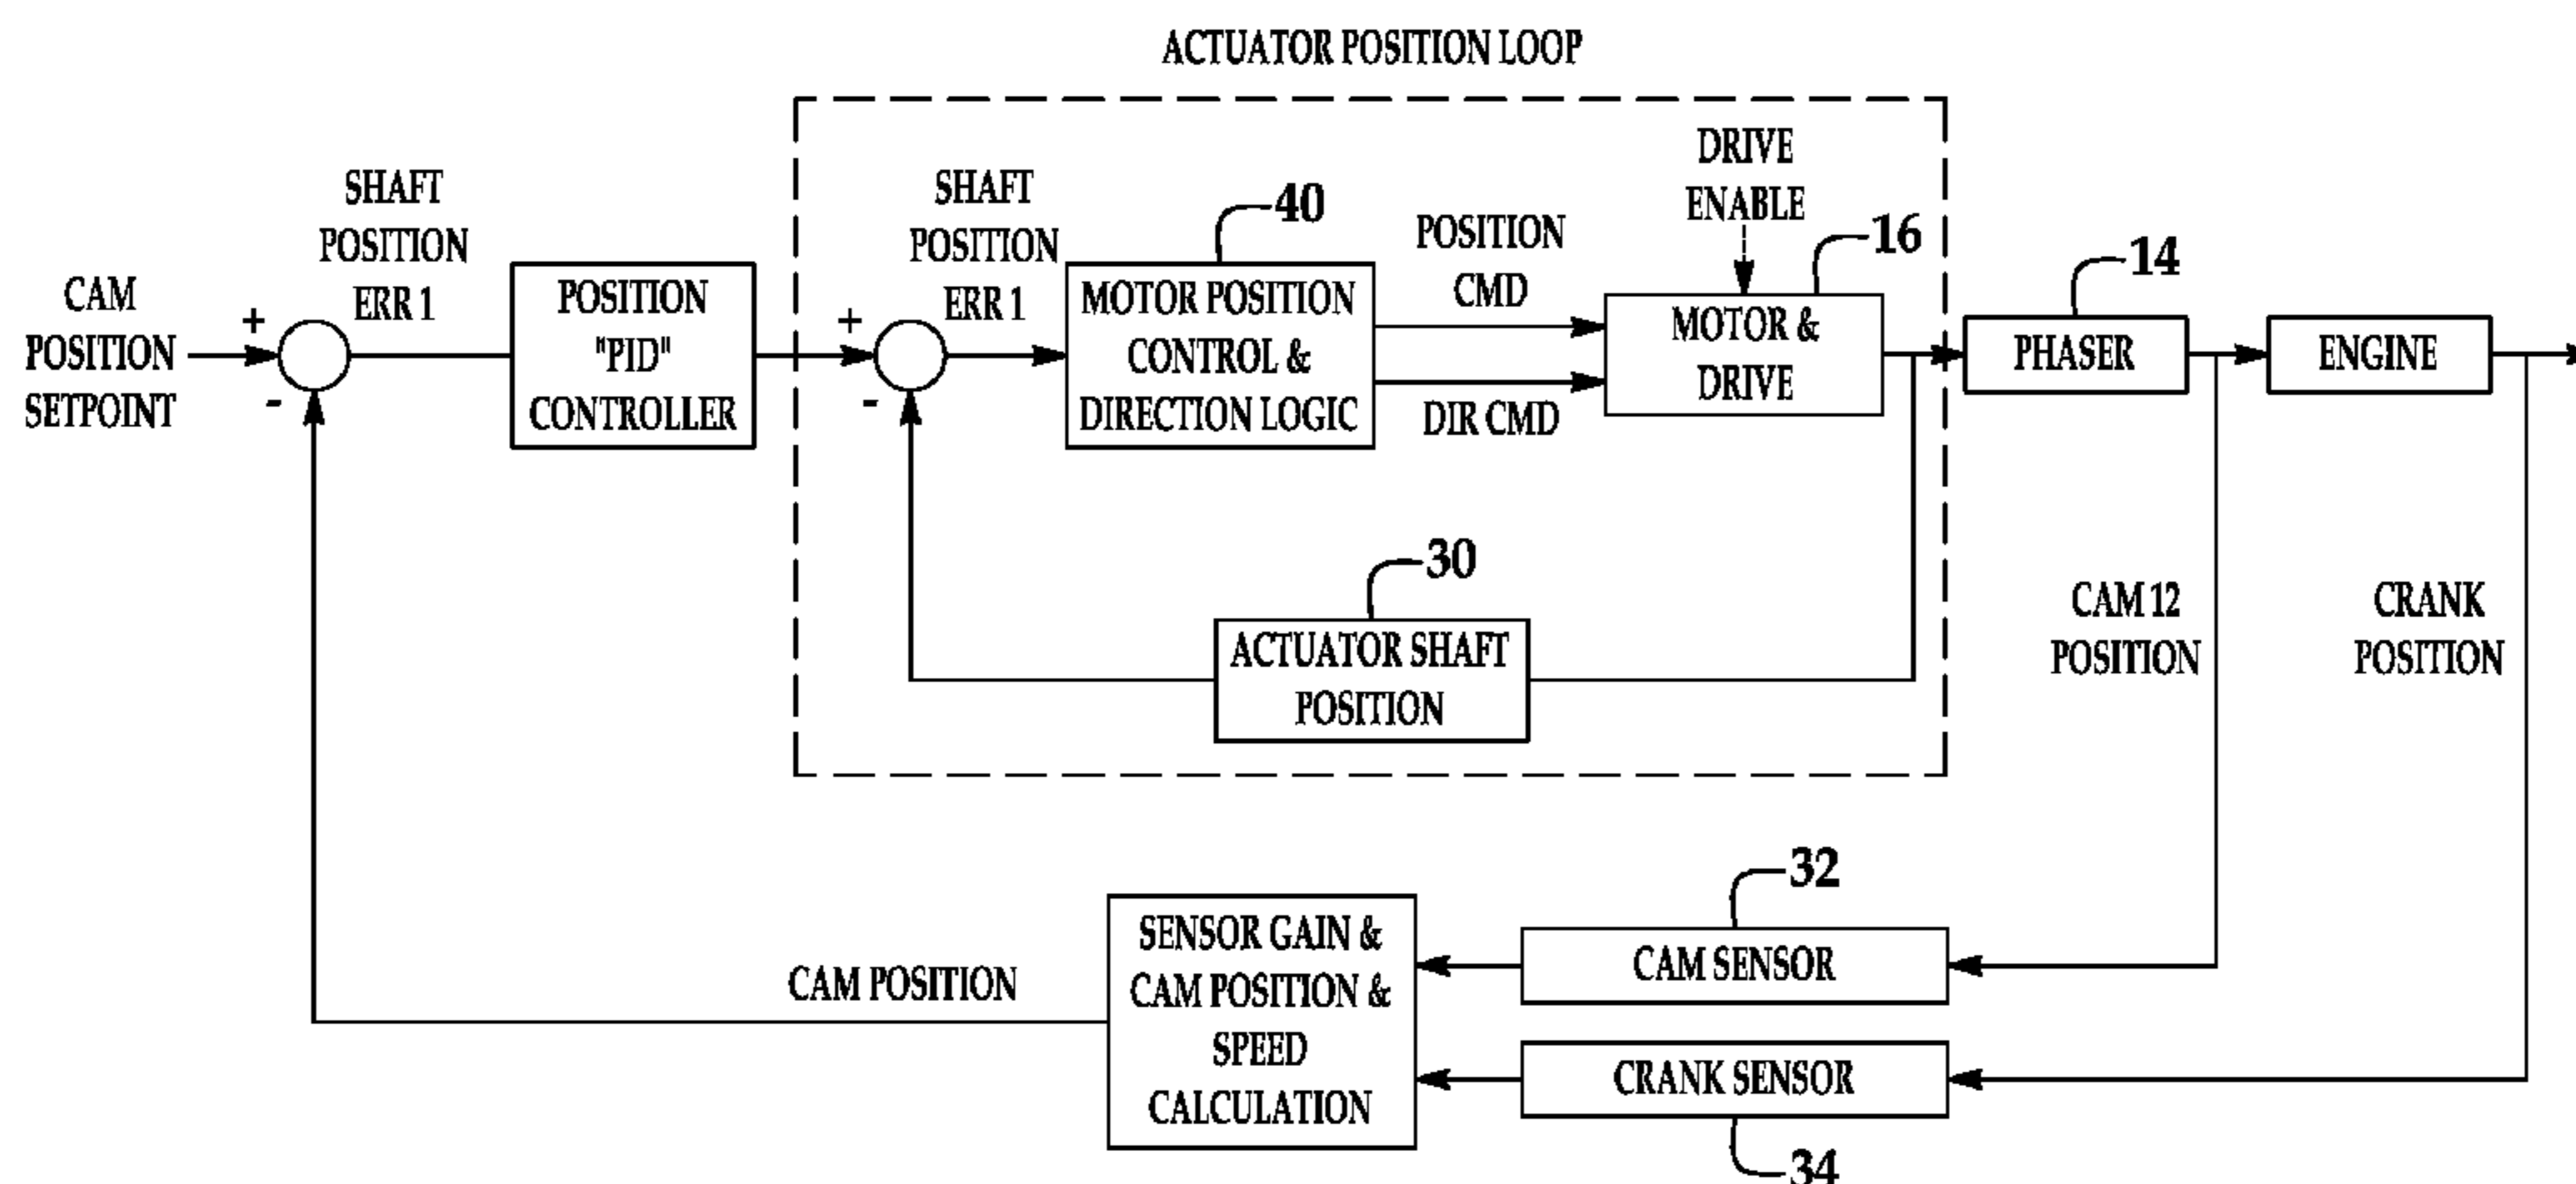 ACTUATOR POSITION LOOP
CAM
POSITION
SETPOINT
+
-
SHAFT
POSITION
ERR 1
POSITION
"PID"
CONTROLLER
+
-
SHAFT
POSITION
ERR 1
40
MOTOR POSITION
CONTROL &
DIRECTION LOGIC
POSITION
CMD
DIR CMD
DRIVE
ENABLE
16
MOTOR &
DRIVE
14
PHASER
ENGINE
30
ACTUATOR SHAFT
POSITION
CAM 12
POSITION
CRANK
POSITION
CAM POSITION
SENSOR GAIN &
CAM POSITION &
SPEED
CALCULATION
32
CAM SENSOR
CRANK SENSOR
34